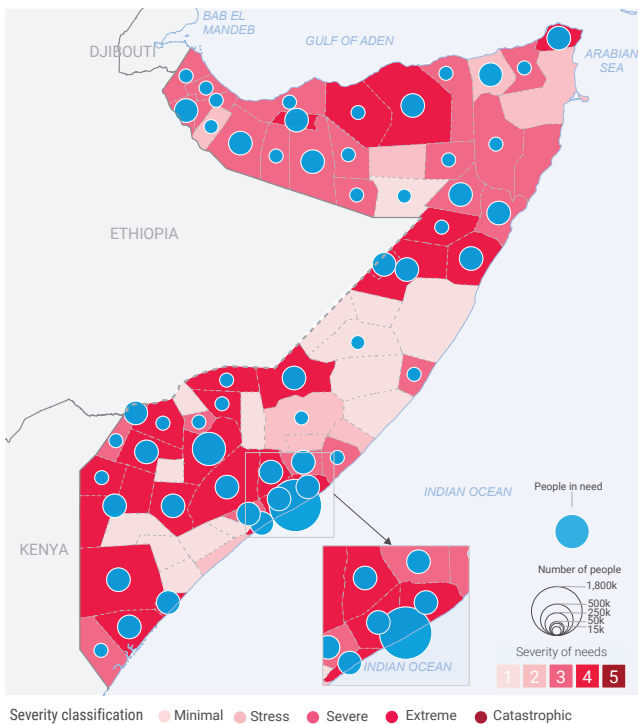 BAB EL
MANDEB
DJIBOUTI
GULF OF ADEN
ARABIAN
SEA
ETHIOPIA
INDIAN OCEAN
KENYA
People in need
Number of people
1,800k
500k
250k
50k
15k
INDIAN OCEAN
Severity of needs
1 2 3 4 5
Severity classification Minimal Stress Severe Extreme Catastrophic